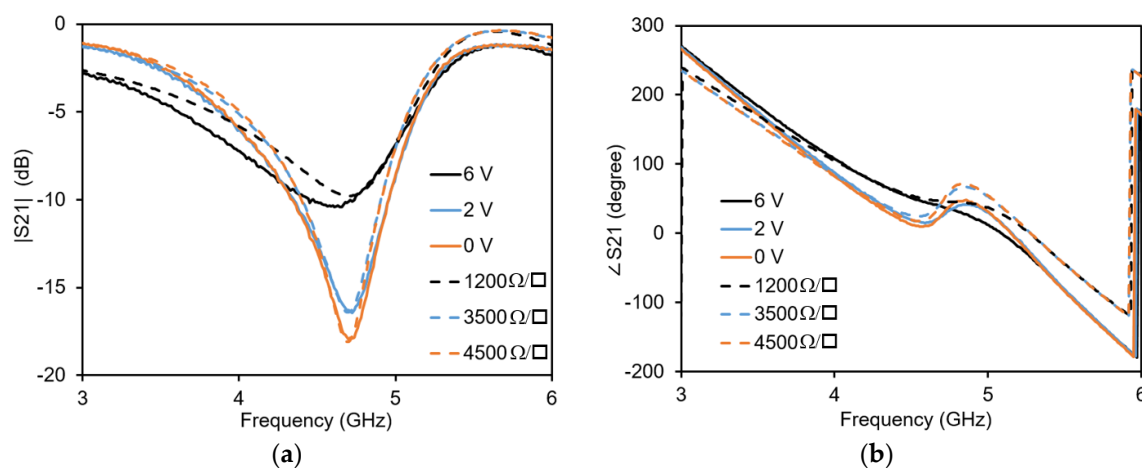 0
-5
-10
-15
-20
|S21| (dB)
3
4
5
6
Frequency (GHz)
6 V
2 V
0 V
1200Ω/□
3500Ω/□
4500Ω/□
(a)
300
200
100
0
-100
-200
∠S21 (degree)
3
4
5
6
Frequency (GHz)
6 V
2 V
0 V
1200Ω/□
3500Ω/□
4500Ω/□
(b)